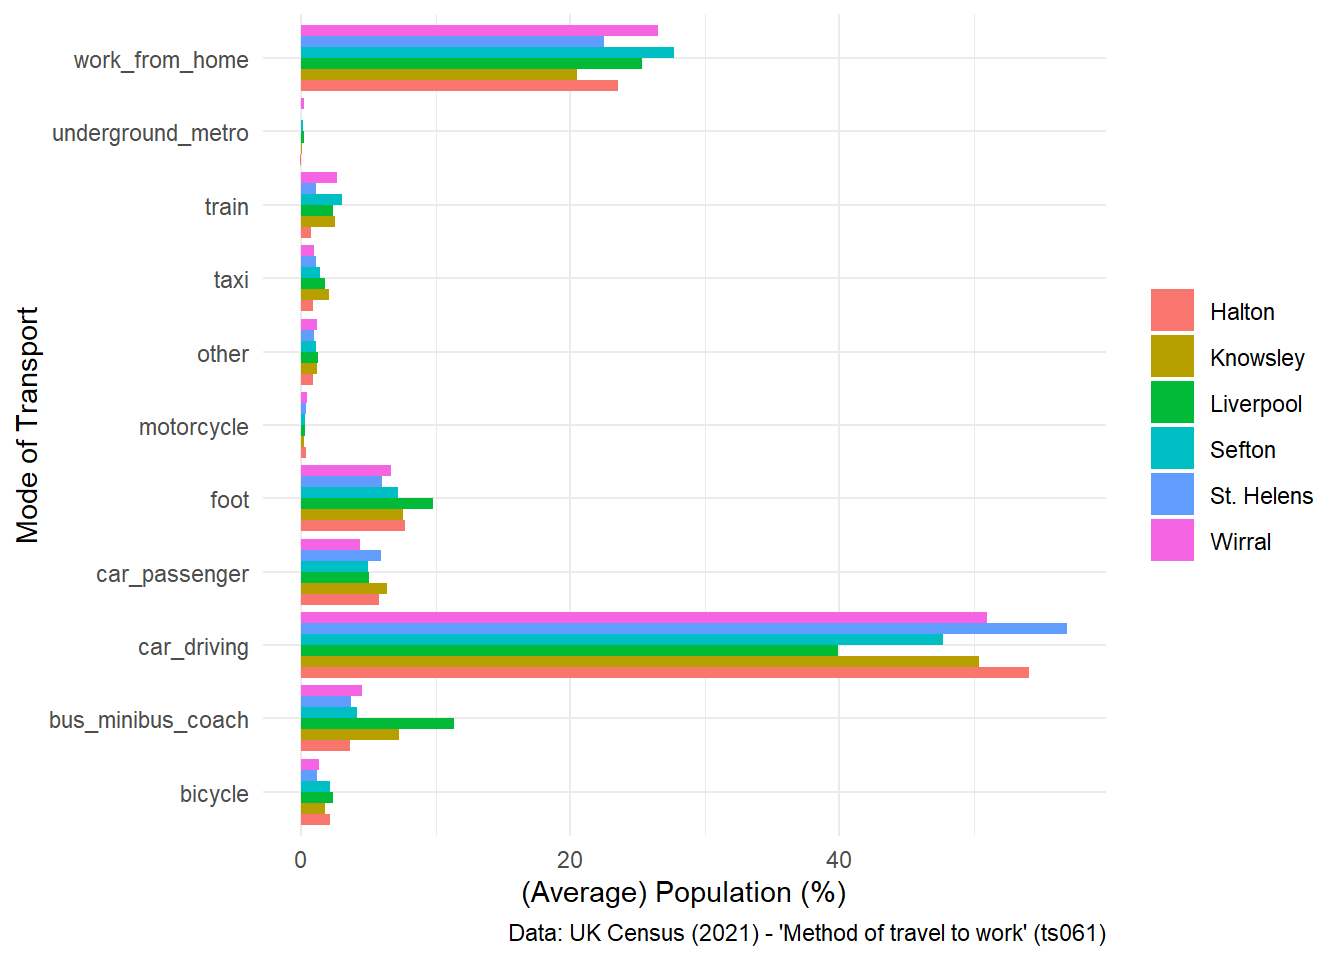 work_from_home
underground_metro
train
taxi
other
motorcycle
foot
car_passenger
car_driving
bus_minibus_coach
bicycle
Mode of Transport
0
20
40
(Average) Population (%)
Data: UK Census (2021) - 'Method of travel to work' (ts061)
Halton
Knowsley
Liverpool
Sefton
St. Helens
Wirral